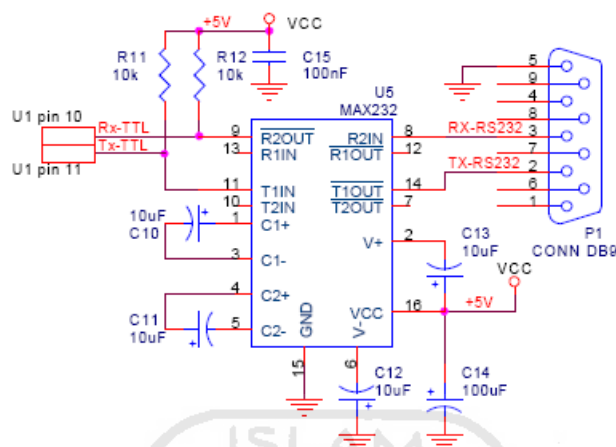 +5V
VCC
R11
10k
R12
10k
C15
100nF
U1 pin 10
Rx-TTL
Tx-TTL
U1 pin 11
U5
MAX232
9 R2OUT R2IN 8
13 R1IN R1OUT 12
11 T1IN T1OUT 14
10 T2IN T2OUT 7
1 C1+
3 C1-
4 C2+
5 C2-
V+ 2
VCC 16
GND
15
V-
6
RX-RS232
TX-RS232
5
9
4
8
3
7
2
6
1
P1
CONN DB9
10uF
C10
+
C11
10uF
+
C13
10uF
+
VCC
+5V
C12
10uF
+
C14
100uF
+
ISLAM